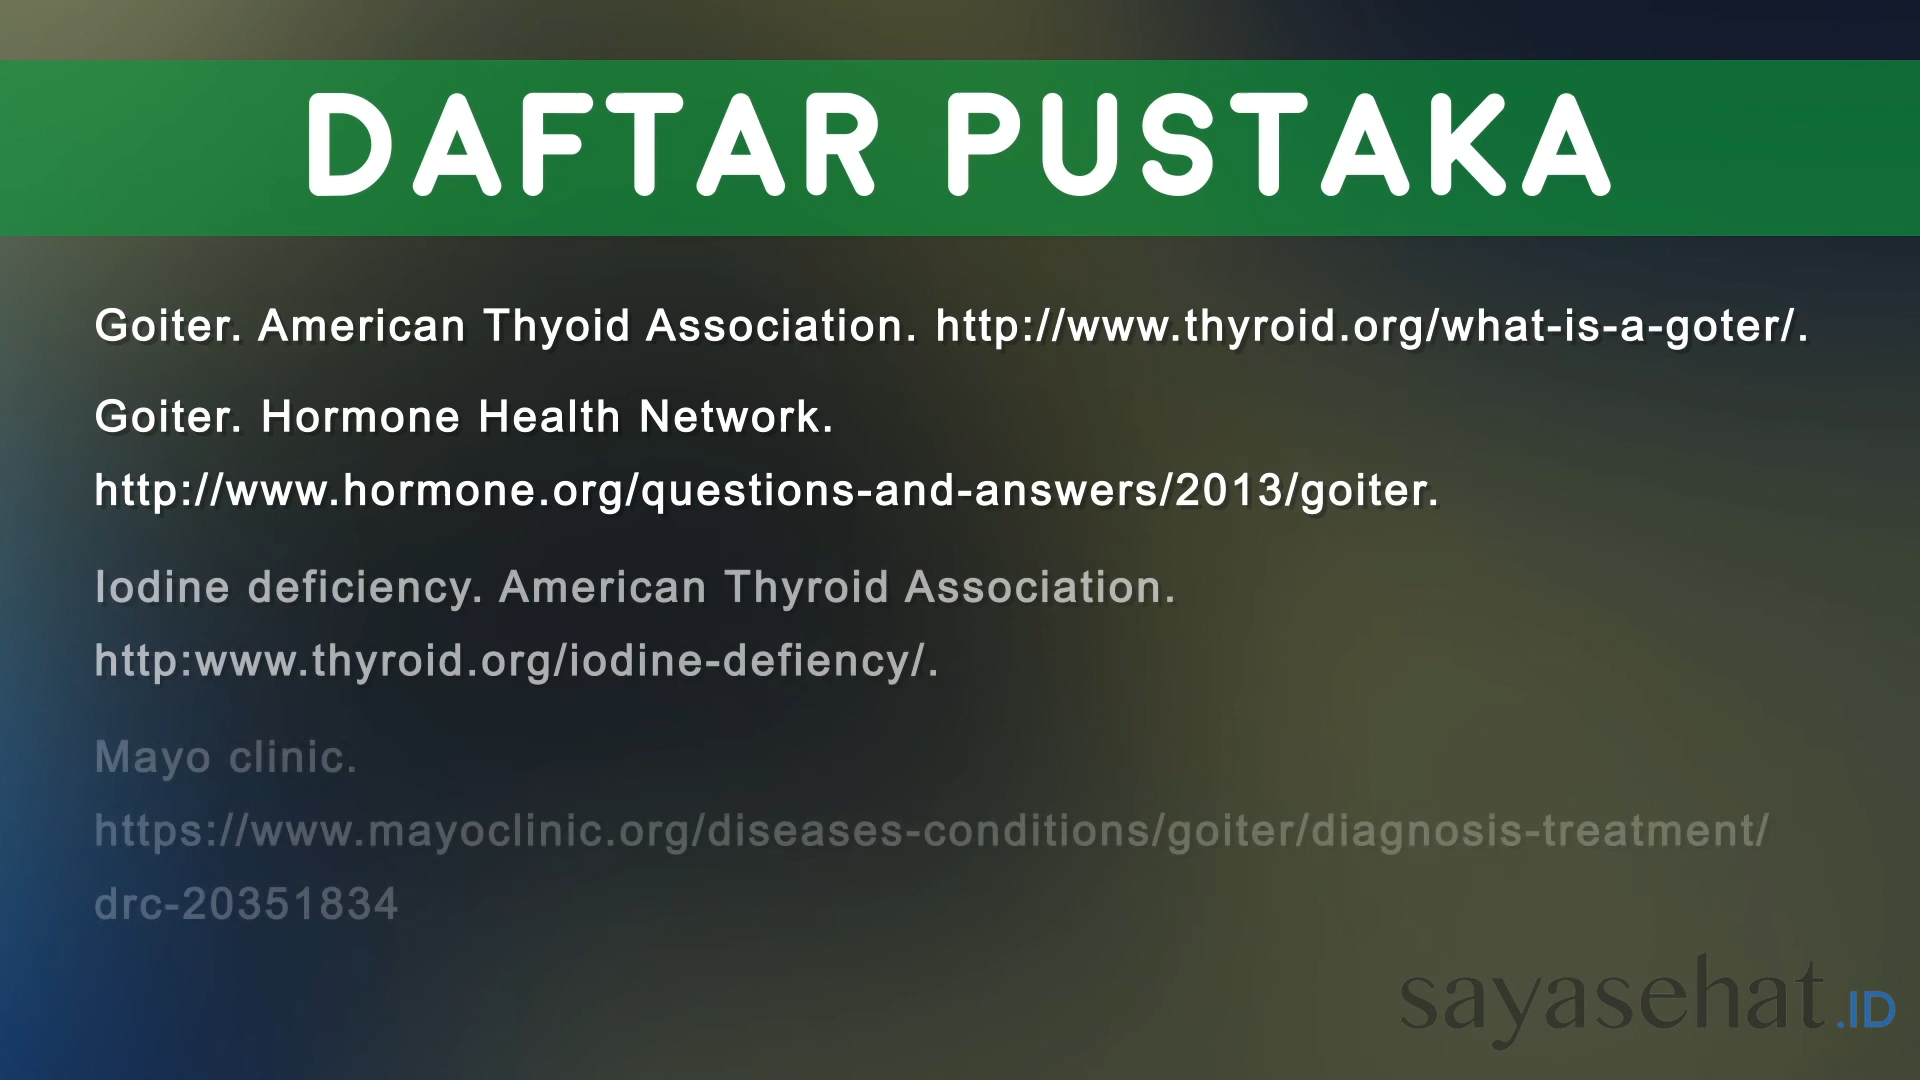 DAFTAR PUSTAKA
Goiter. American Thyoid Association. http://www.thyroid.org/what-is-a-goter/.
Goiter. Hormone Health Network.
http://www.hormone.org/questions-and-answers/2013/goiter.
Iodine deficiency. American Thyroid Association.
http:www.thyroid.org/iodine-defiency/.
Mayo clinic.
https://www.mayoclinic.org/diseases-conditions/goiter/diagnosis-treatment/
drc-20351834
sayasehat.ID